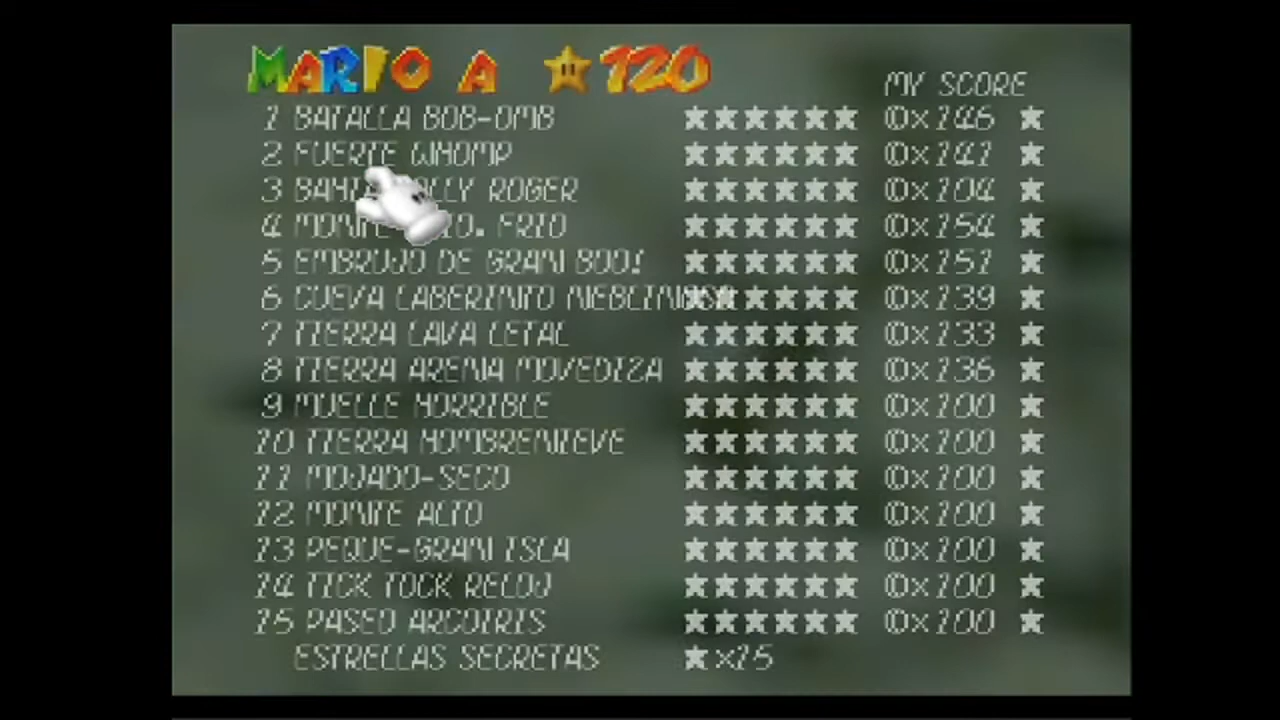 MARIO A ★120
MY SCORE
1 BATALLA BOB-OMB ★★★★★★ ©×146 ★
2 FUERTE WHOMP ★★★★★★ ©×141 ★
3 ROGER ★★★★★★ ©×104 ★
4 FRIO ★★★★★★ ©×154 ★
5 EMBRUJO DE GRAN BOO! ★★★★★★ ©×151 ★
6 CUEVA LABERINTO NIEBLINOSA ★★★★★ ©×139 ★
7 TIERRA LAVA LETAL ★★★★★★ ©×133 ★
8 TIERRA ARENA MOVEDIZA ★★★★★★ ©×136 ★
9 MUELLE HORRIBLE ★★★★★★ ©×100 ★
10 TIERRA HOMBRENIEVE ★★★★★★ ©×100 ★
11 MOJADO-SECO ★★★★★★ ©×100 ★
12 MONTE ALTO ★★★★★★ ©×100 ★
13 PEQUE-GRAN ISLA ★★★★★★ ©×100 ★
14 TICK TOCK RELOJ ★★★★★★ ©×100 ★
15 PASEO ARCOIRIS ★★★★★★ ©×100 ★
ESTRELLAS SECRETAS ★×15